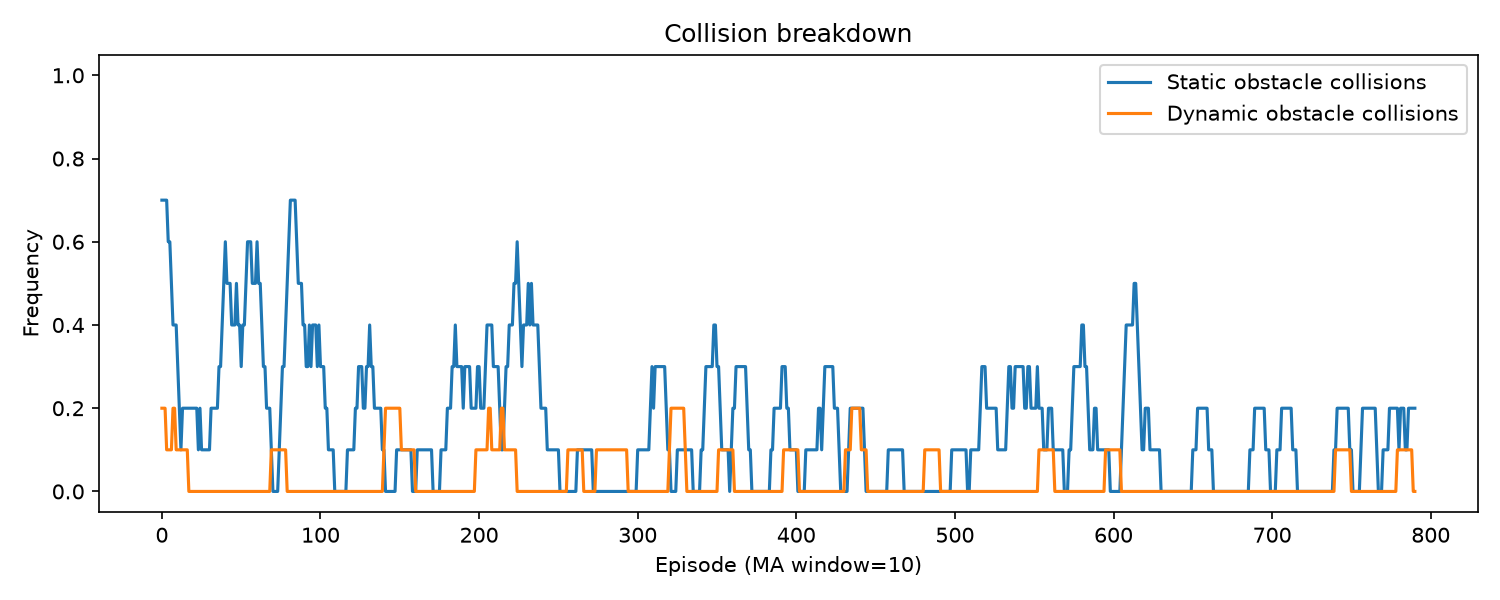 Collision breakdown
1.0
0.8
0.6
0.4
0.2
0.0
Frequency
Static obstacle collisions
Dynamic obstacle collisions
0 100 200 300 400 500 600 700 800
Episode (MA window=10)